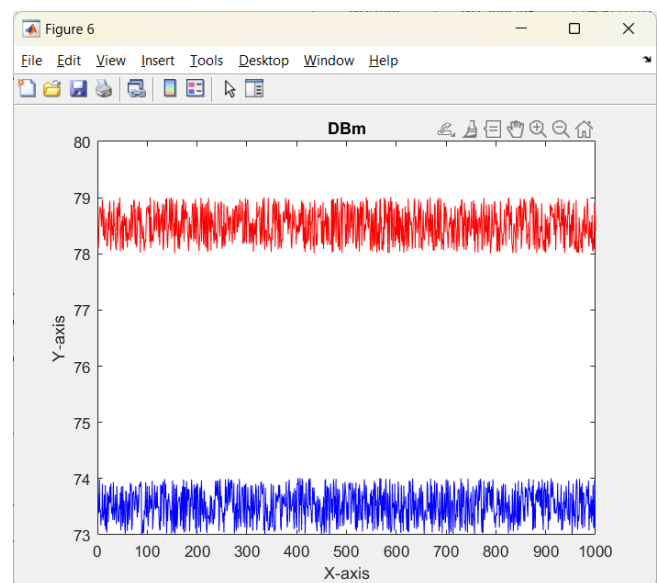 Figure 6
File Edit View Insert Tools Desktop Window Help
DBm
80
79
78
77
76
75
74
73
Y-axis
0 100 200 300 400 500 600 700 800 900 1000
X-axis